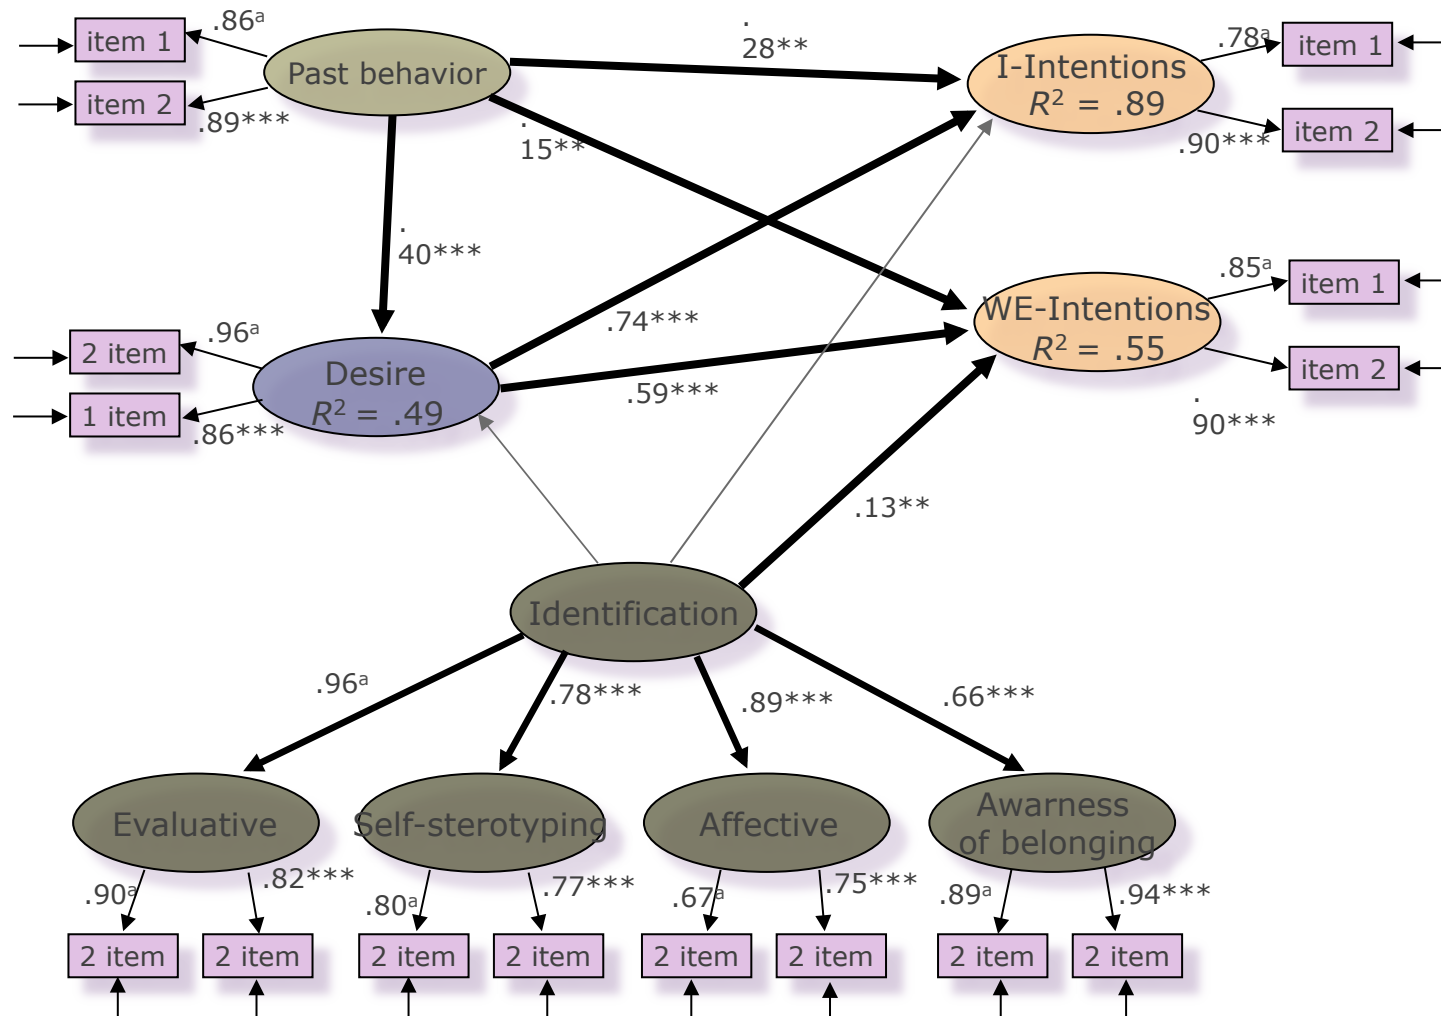 .86a
item 1
Past behavior
item 2
.89***
.
28**
.
15**
.78a
item 1
I-Intentions
R2 = .89
item 2
.90***
.
40***
.85a
item 1
WE-Intentions
R2 = .55
item 2
.
90***
.74***
.59***
2 item
.96a
Desire
R2 = .49
1 item
.86***
.13**
Identification
.96a
.78***
.89***
.66***
Evaluative
Self-sterotyping
Affective
Awarness
of belonging
.90a
.82***
.80a
.77***
.67a
.75***
.89a
.94***
2 item
2 item
2 item
2 item
2 item
2 item
2 item
2 item